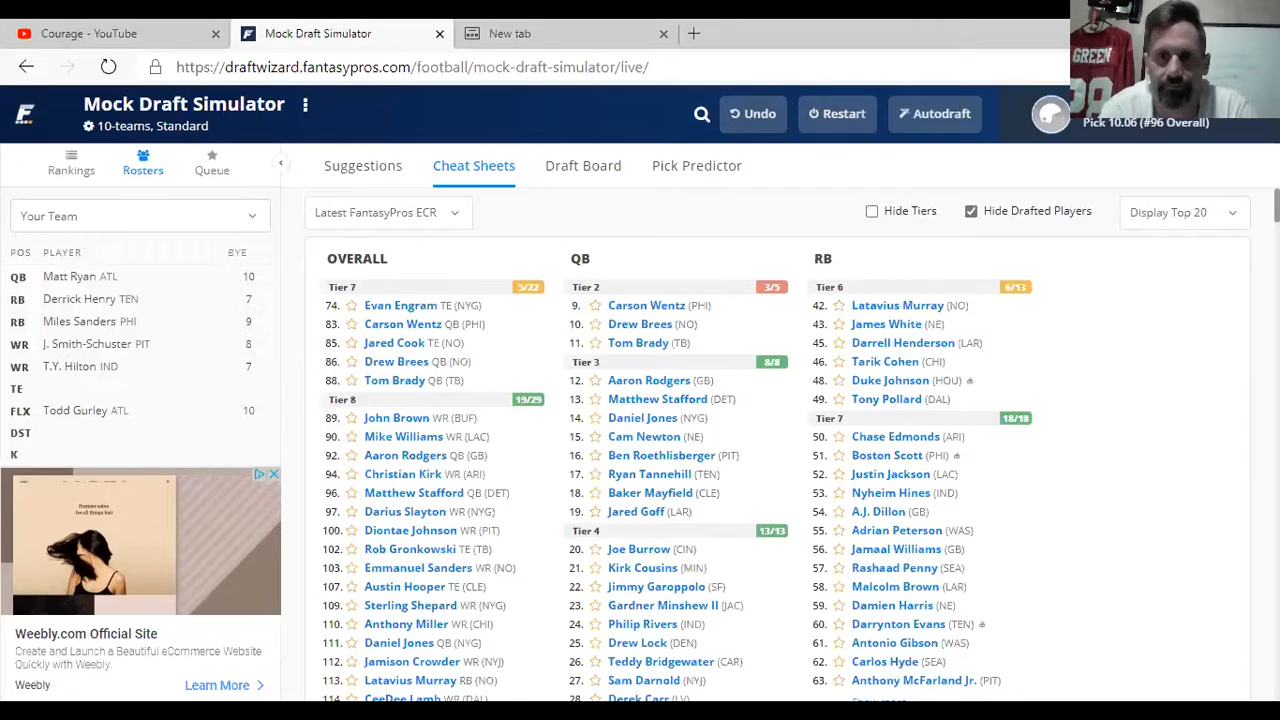 Courage - YouTube
Mock Draft Simulator
New tab
https://draftwizard.fantasypros.com/football/mock-draft-simulator/live/
Mock Draft Simulator
10-teams, Standard
Undo
Restart
Autodraft
GREEN
Pick 10.06 (#96 Overall)
Rankings
Rosters
Queue
Suggestions
Cheat Sheets
Draft Board
Pick Predictor
Your Team
Latest FantasyPros ECR
Hide Tiers
Hide Drafted Players
Display Top 20
POS PLAYER BYE
QB Matt Ryan ATL 10
RB Derrick Henry TEN 7
RB Miles Sanders PHI 9
WR J. Smith-Schuster PIT 8
WR T.Y. Hilton IND 7
TE
FLX Todd Gurley ATL 10
DST
K
OVERALL
Tier 7 5/22
74. Evan Engram TE (NYG)
83. Carson Wentz QB (PHI)
85. Jared Cook TE (NO)
86. Drew Brees QB (NO)
88. Tom Brady QB (TB)
Tier 8 19/29
89. John Brown WR (BUF)
90. Mike Williams WR (LAC)
92. Aaron Rodgers QB (GB)
94. Christian Kirk WR (ARI)
96. Matthew Stafford QB (DET)
97. Darius Slayton WR (NYG)
100. Diontae Johnson WR (PIT)
102. Rob Gronkowski TE (TB)
103. Emmanuel Sanders WR (NO)
107. Austin Hooper TE (CLE)
109. Sterling Shepard WR (NYG)
110. Anthony Miller WR (CHI)
111. Daniel Jones QB (NYG)
112. Jamison Crowder WR (NYJ)
113. Latavius Murray RB (NO)
114. CeeDee Lamb WR (DAL)
QB
Tier 2 3/5
9. Carson Wentz (PHI)
10. Drew Brees (NO)
11. Tom Brady (TB)
Tier 3 8/8
12. Aaron Rodgers (GB)
13. Matthew Stafford (DET)
14. Daniel Jones (NYG)
15. Cam Newton (NE)
16. Ben Roethlisberger (PIT)
17. Ryan Tannehill (TEN)
18. Baker Mayfield (CLE)
19. Jared Goff (LAR)
Tier 4 13/13
20. Joe Burrow (CIN)
21. Kirk Cousins (MIN)
22. Jimmy Garoppolo (SF)
23. Gardner Minshew II (JAC)
24. Philip Rivers (IND)
25. Drew Lock (DEN)
26. Teddy Bridgewater (CAR)
27. Sam Darnold (NYJ)
28. Derek Carr (LV)
RB
Tier 6 6/13
42. Latavius Murray (NO)
43. James White (NE)
45. Darrell Henderson (LAR)
46. Tarik Cohen (CHI)
48. Duke Johnson (HOU)
49. Tony Pollard (DAL)
Tier 7 18/18
50. Chase Edmonds (ARI)
51. Boston Scott (PHI)
52. Justin Jackson (LAC)
53. Nyheim Hines (IND)
54. A.J. Dillon (GB)
55. Adrian Peterson (WAS)
56. Jamaal Williams (GB)
57. Rashaad Penny (SEA)
58. Malcolm Brown (LAR)
59. Damien Harris (NE)
60. Darrynton Evans (TEN)
61. Antonio Gibson (WAS)
62. Carlos Hyde (SEA)
63. Anthony McFarland Jr. (PIT)
Weebly.com Official Site
Create and Launch a Beautiful eCommerce Website
Quickly with Weebly.
Weebly
Learn More